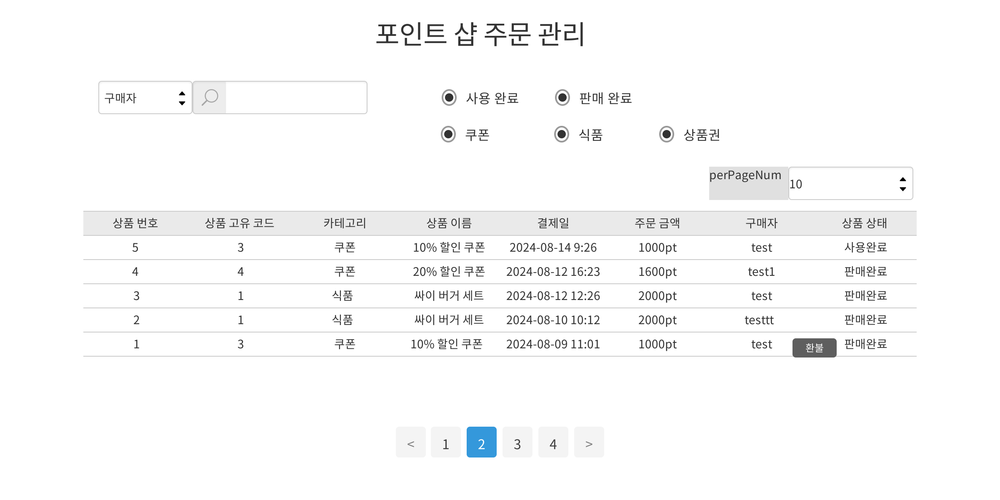 포인트 샵 주문 관리
구매자
사용 완료 판매 완료
쿠폰 식품 상품권
perPageNum 10
상품 번호 상품 고유 코드 카테고리 상품 이름 결제일 주문 금액 구매자 상품 상태
5 3 쿠폰 10% 할인 쿠폰 2024-08-14 9:26 1000pt test 사용완료
4 4 쿠폰 20% 할인 쿠폰 2024-08-12 16:23 1600pt test1 판매완료
3 1 식품 싸이 버거 세트 2024-08-12 12:26 2000pt test 판매완료
2 1 식품 싸이 버거 세트 2024-08-10 10:12 2000pt testtt 판매완료
1 3 쿠폰 10% 할인 쿠폰 2024-08-09 11:01 1000pt test 환불 판매완료
< 1 2 3 4 >